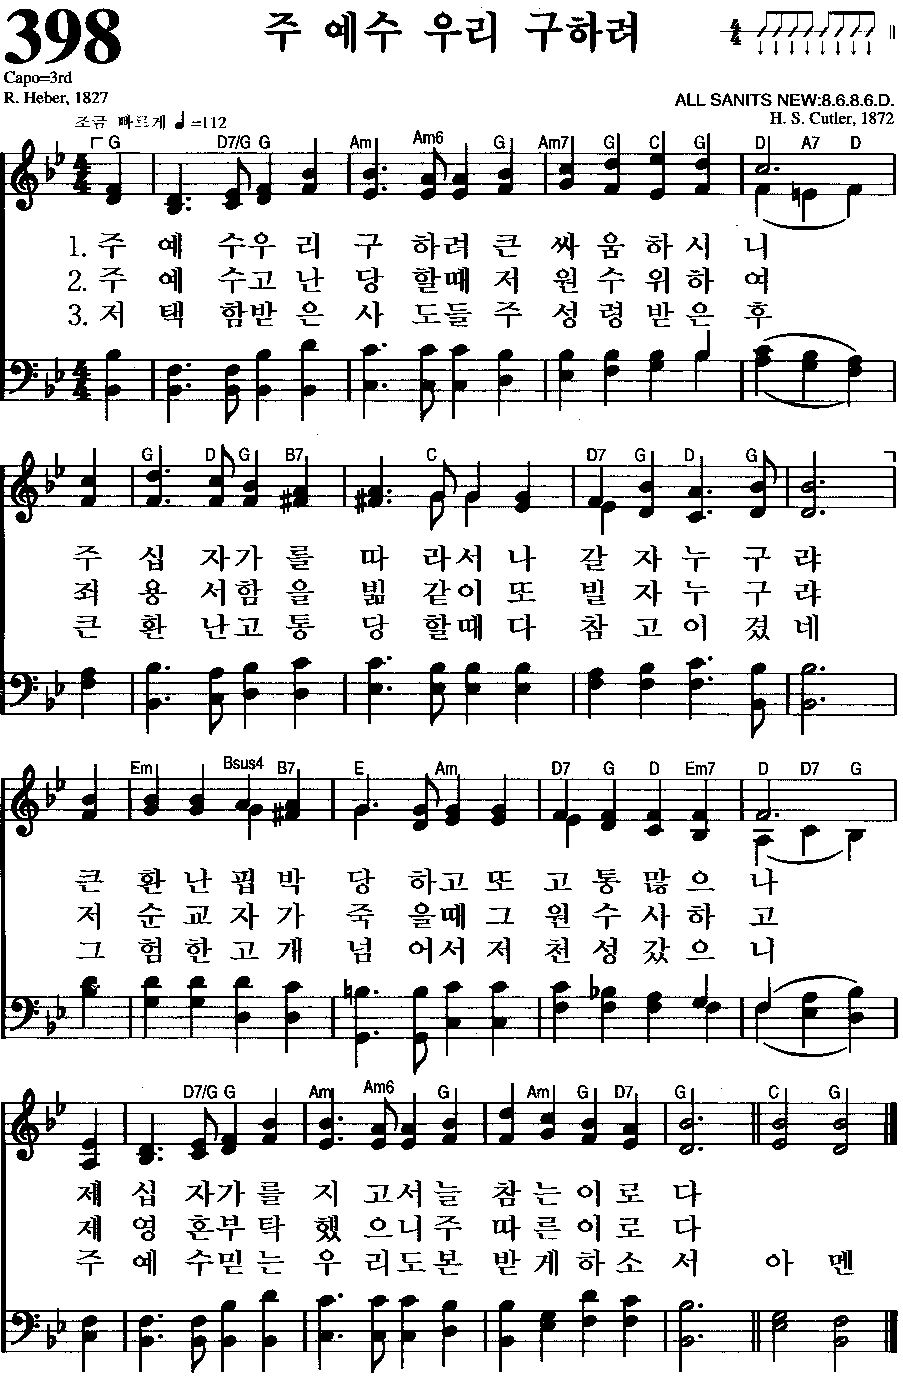 398
주 예수 우리 구하려
Capo=3rd
R. Heber, 1827
ALL SANITS NEW:8.6.8.6.D.
H. S. Cutler, 1872
조금 빠르게 ♩=112
G D7/G G Am Am6 G Am7 G C G D A7 D
1. 주 예 수우 리 구 하려 큰 싸 움 하 시 니
2. 주 예 수고 난 당 할때 저 원 수 위 하 여
3. 저 택 함받 은 사 도들 주 성 령 받 은 후
G D G B7 C D7 G D G
주 십 자가 를 따 라서 나 갈 자 누 구 랴
죄 용 서함 을 빎 같이 또 빌 자 누 구 랴
큰 환 난고 통 당 할때 다 참 고 이 겼 네
Em Bsus4 B7 E Am D7 G D Em7 D D7 G
큰 환 난 핍 박 당 하고 또 고 통 많 으 나
저 순 교 자 가 죽 을때 그 원 수 사 하 고
그 험 한 고 개 넘 어서 저 천 성 갔 으 니
D7/G G Am Am6 G Am G D7 G C G
제 십 자가 를 지 고서 늘 참 는 이 로 다
제 영 혼부 탁 했 으니 주 따 른 이 로 다
주 예 수믿 는 우 리도 본 받 게 하 소 서 아 멘